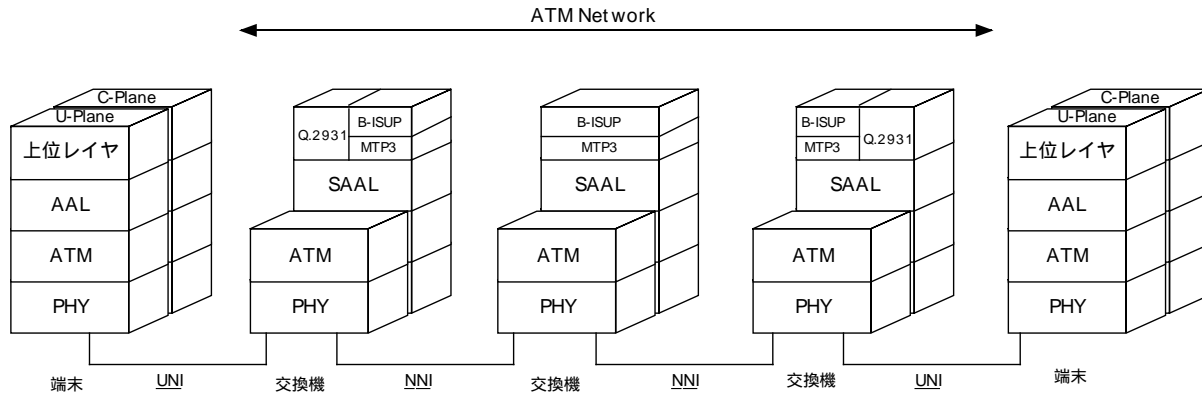 ATM Network
C-Plane
U-Plane
上位レイヤ
AAL
ATM
PHY
Q.2931
B-ISUP
MTP3
SAAL
ATM
PHY
B-ISUP
MTP3
SAAL
ATM
PHY
B-ISUP
MTP3
Q.2931
SAAL
ATM
PHY
C-Plane
U-Plane
上位レイヤ
AAL
ATM
PHY
端末
UNI
交換機
NNI
交換機
NNI
交換機
UNI
端末